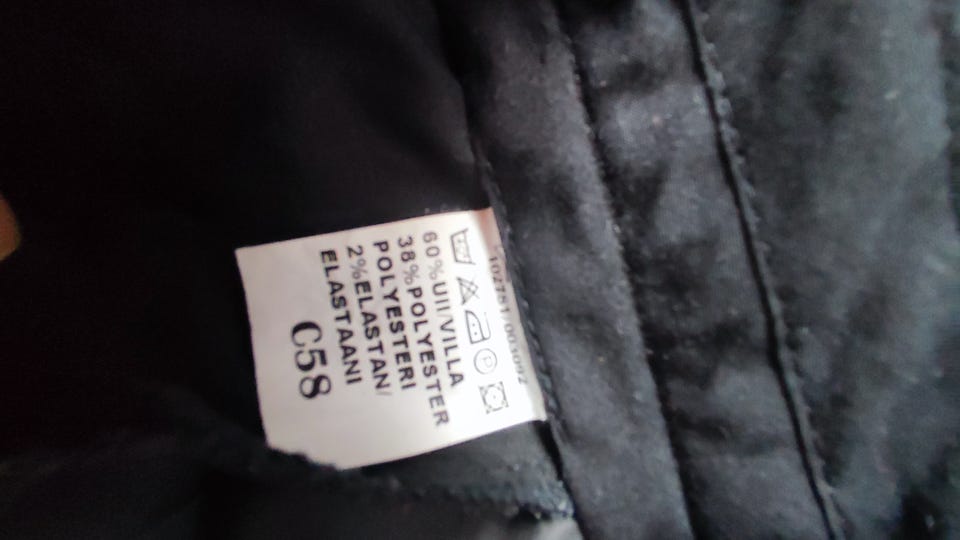 60%Ull/VILLA
38%POLYESTER
POLYESTERI
2%ELASTAN/
ELASTAANI
C58